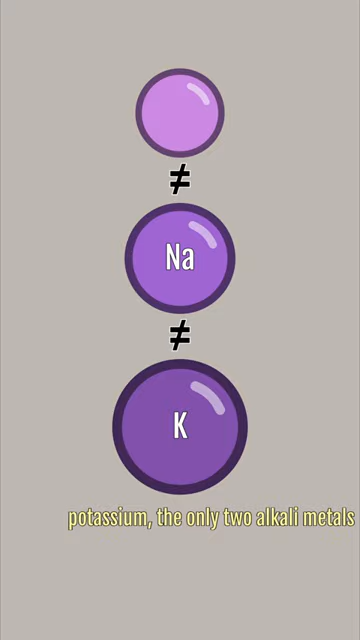 ≠
Na
≠
K
potassium, the only two alkali metals